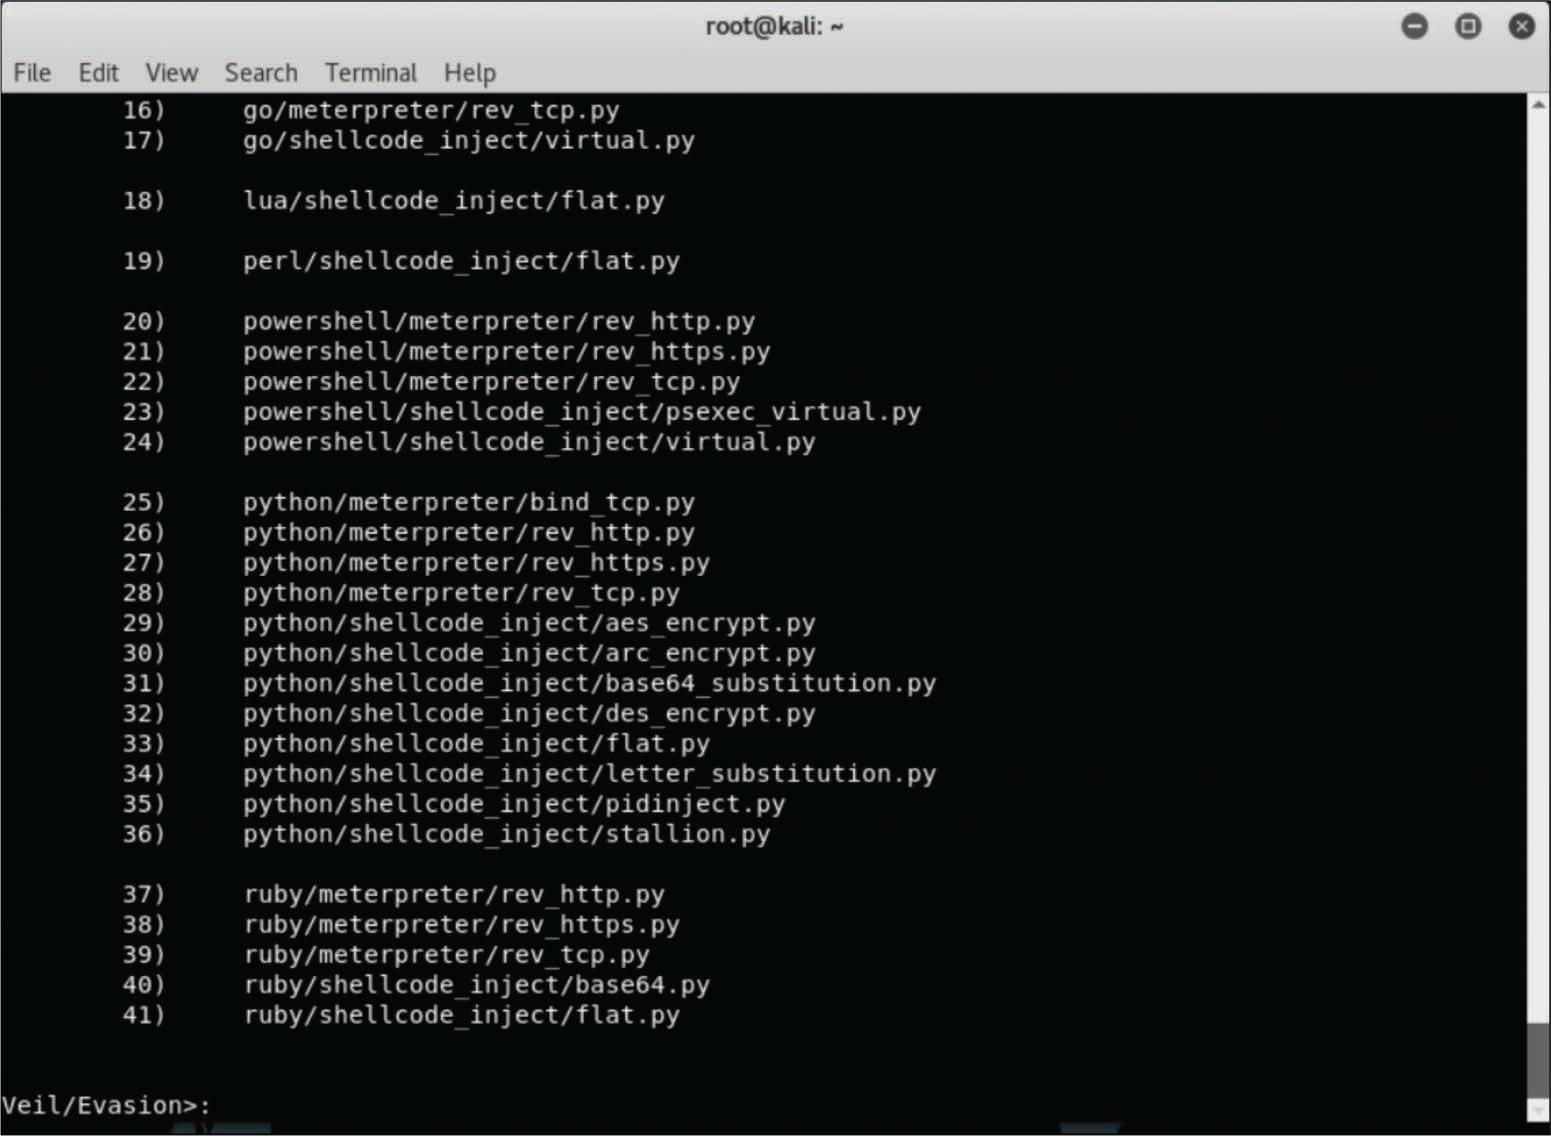 root@kali: ~
File Edit View Search Terminal Help
16) go/meterpreter/rev_tcp.py
17) go/shellcode_inject/virtual.py
18) lua/shellcode_inject/flat.py
19) perl/shellcode_inject/flat.py
20) powershell/meterpreter/rev_http.py
21) powershell/meterpreter/rev_https.py
22) powershell/meterpreter/rev_tcp.py
23) powershell/shellcode_inject/psexec_virtual.py
24) powershell/shellcode_inject/virtual.py
25) python/meterpreter/bind_tcp.py
26) python/meterpreter/rev_http.py
27) python/meterpreter/rev_https.py
28) python/meterpreter/rev_tcp.py
29) python/shellcode_inject/aes_encrypt.py
30) python/shellcode_inject/arc_encrypt.py
31) python/shellcode_inject/base64_substitution.py
32) python/shellcode_inject/des_encrypt.py
33) python/shellcode_inject/flat.py
34) python/shellcode_inject/letter_substitution.py
35) python/shellcode_inject/pidinject.py
36) python/shellcode_inject/stallion.py
37) ruby/meterpreter/rev_http.py
38) ruby/meterpreter/rev_https.py
39) ruby/meterpreter/rev_tcp.py
40) ruby/shellcode_inject/base64.py
41) ruby/shellcode_inject/flat.py
Veil/Evasion>: